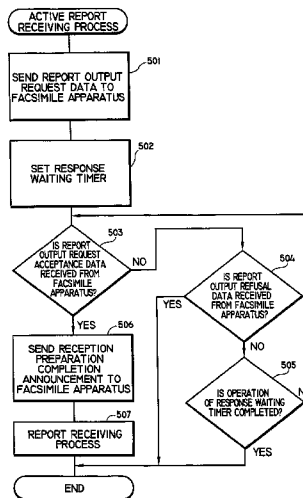 ACTIVE REPORT
RECEIVING PROCESS
501
SEND REPORT OUTPUT
REQUEST DATA TO
FACSIMILE APPARATUS
502
SET RESPONSE
WAITING TIMER
503
IS REPORT
OUTPUT REQUEST
ACCEPTANCE DATA
RECEIVED FROM
FACSIMILE
APPARATUS?
NO
YES
504
IS REPORT
OUTPUT REFUSAL
DATA RECEIVED
FROM FACSIMILE
APPARATUS?
YES
NO
506
SEND RECEPTION
PREPARATION
COMPLETION
ANNOUNCEMENT TO
FACSIMILE APPARATUS
505
IS OPERATION
OF RESPONSE WAITING
TIMER COMPLETED?
N
YES
507
REPORT RECEIVING
PROCESS
END